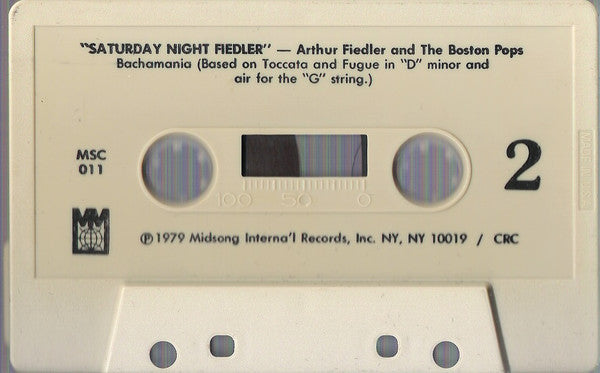 "SATURDAY NIGHT FIEDLER" — Arthur Fiedler and The Boston Pops
Bachamania (Based on Toccata and Fugue in "D" minor and
air for the "G" string.)
MSC
011
2
100 50 0
MM
℗ 1979 Midsong Interna'l Records, Inc. NY, NY 10019 / CRC